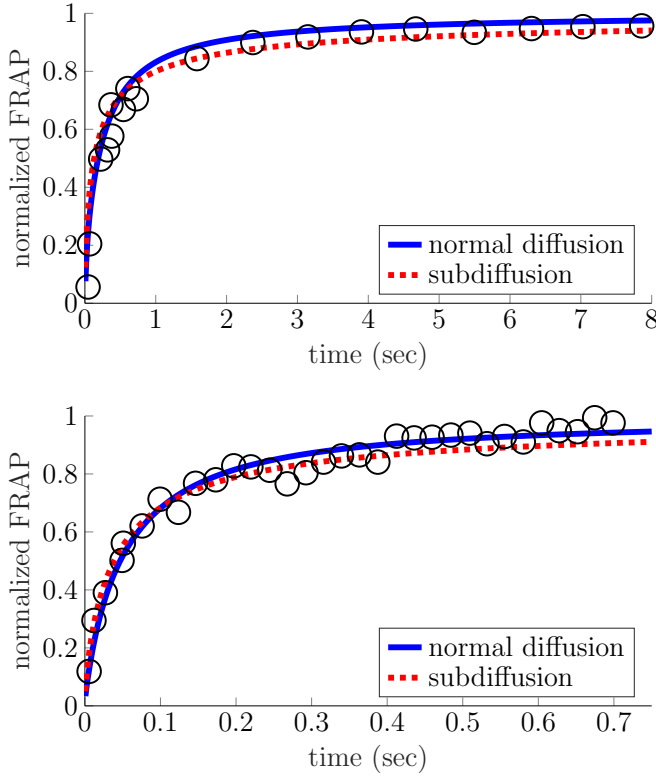 1
0.8
0.6
0.4
0.2
0
normalized FRAP
normal diffusion
subdiffusion
0 1 2 3 4 5 6 7 8
time (sec)
1
0.8
0.6
0.4
0.2
0
normalized FRAP
normal diffusion
subdiffusion
0 0.1 0.2 0.3 0.4 0.5 0.6 0.7
time (sec)